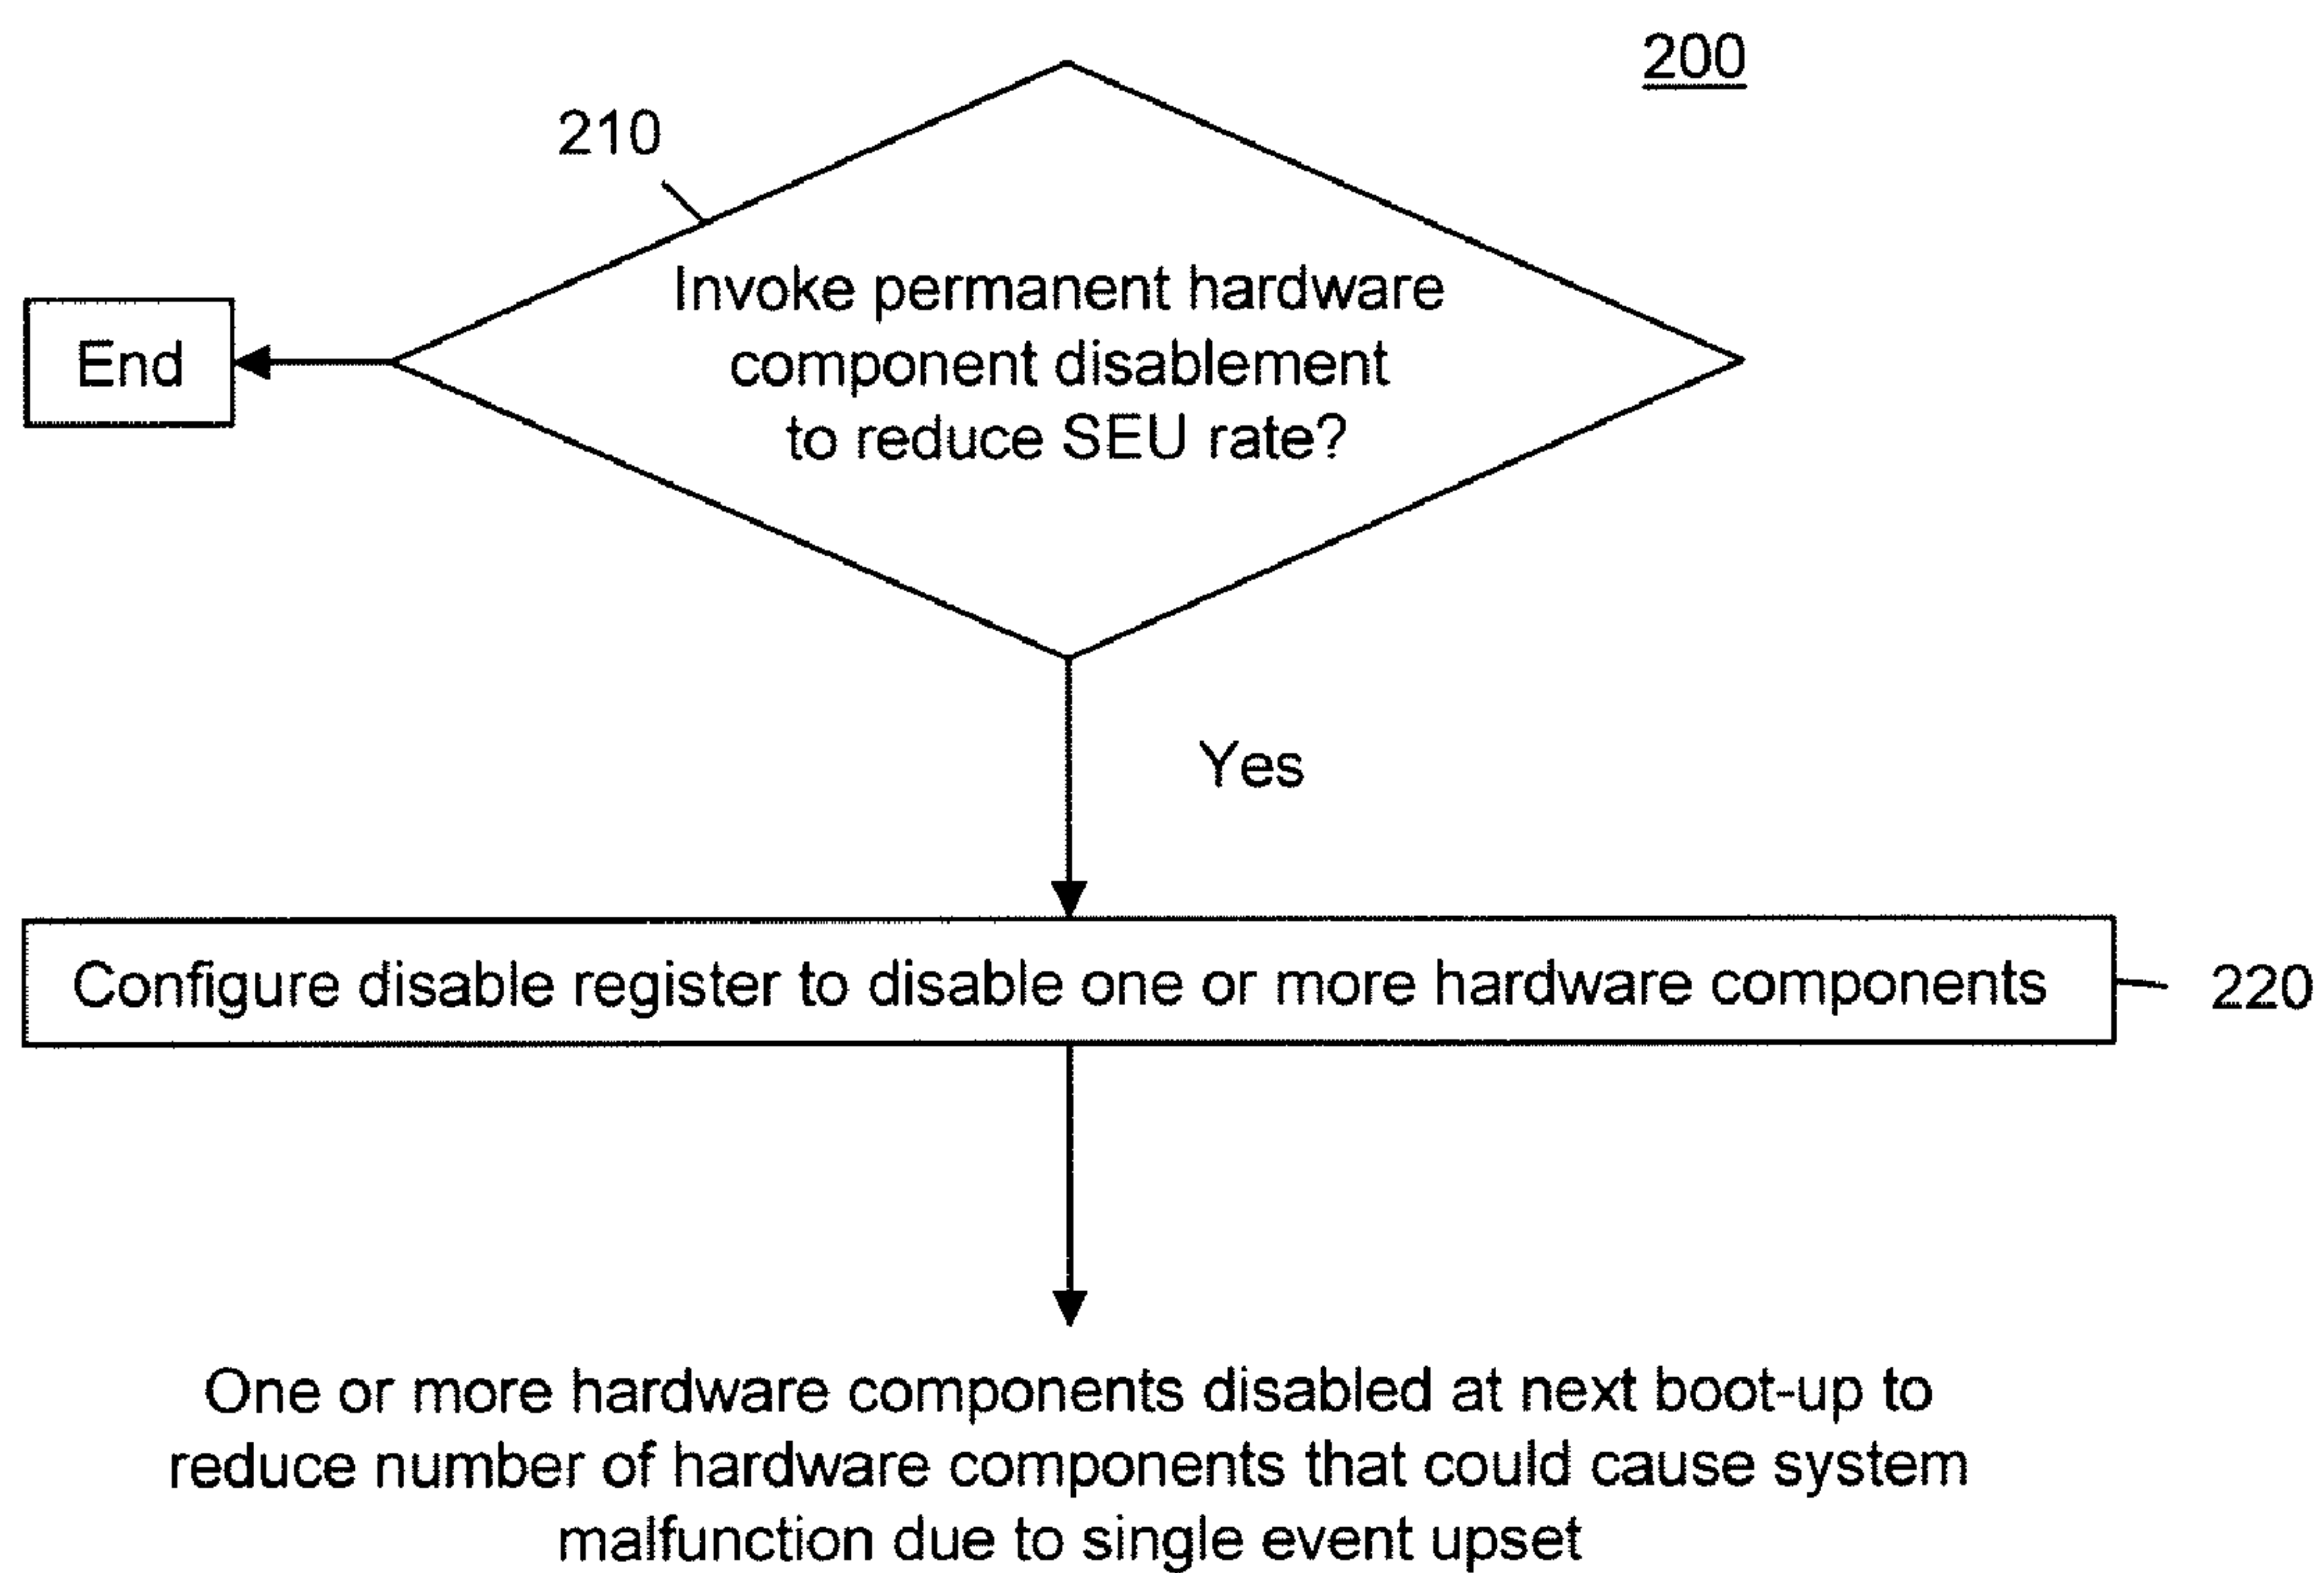 200
210
Invoke permanent hardware
component disablement
to reduce SEU rate?
End
Yes
Configure disable register to disable one or more hardware components
220
One or more hardware components disabled at next boot-up to
reduce number of hardware components that could cause system
malfunction due to single event upset